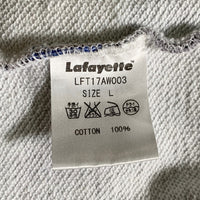 Lafayette
LFT17AW003
SIZE L
COTTON 100%